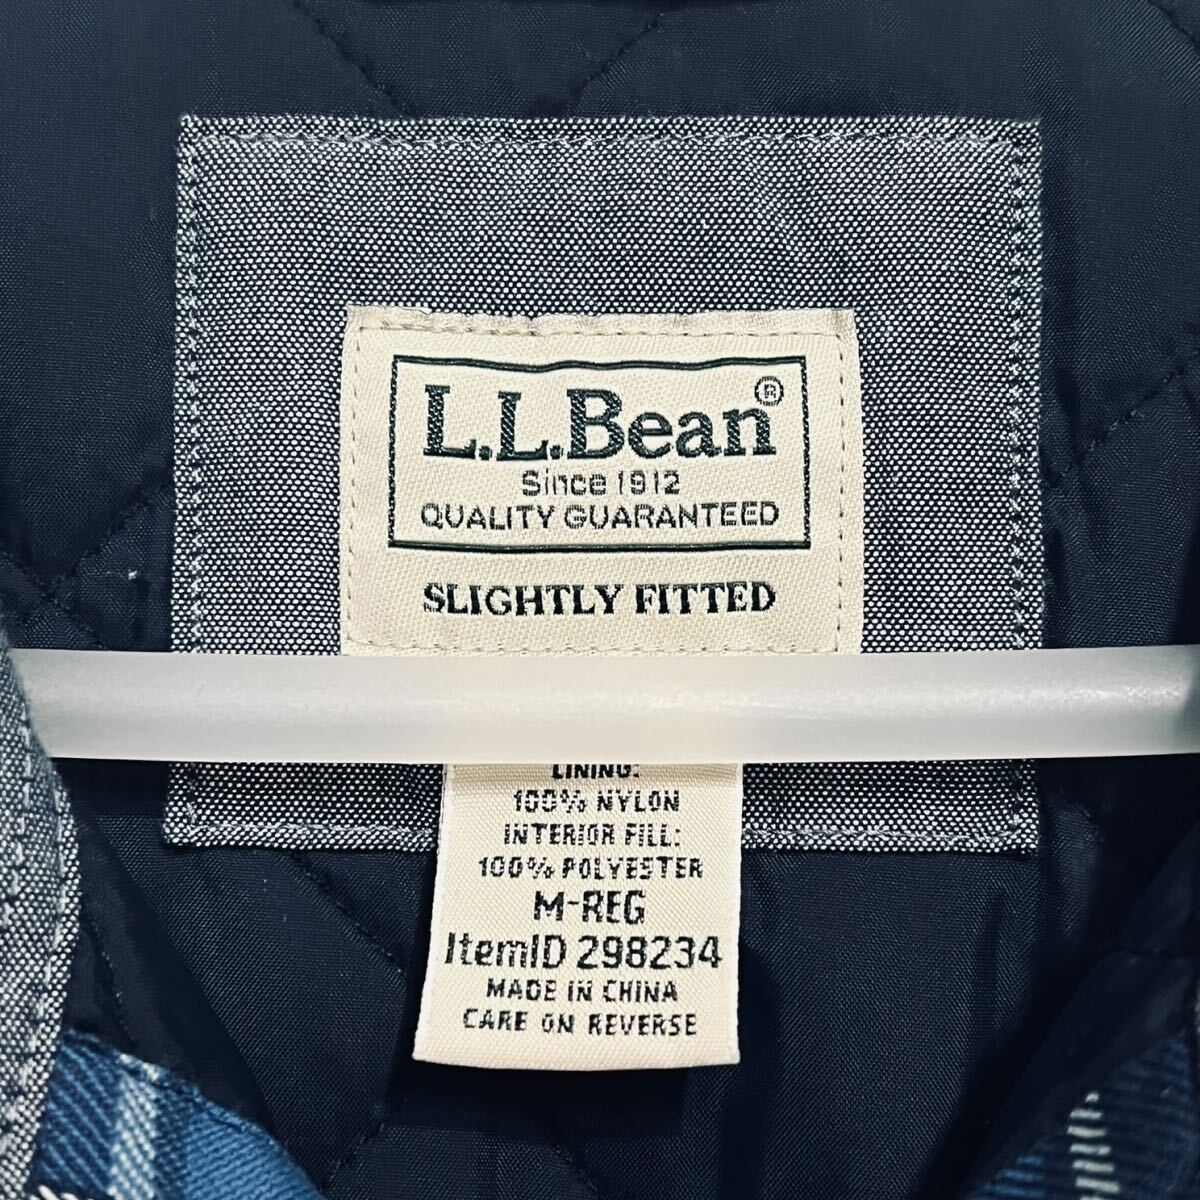 L.L.Bean®
Since 1912
QUALITY GUARANTEED
SLIGHTLY FITTED
LINING:
100% NYLON
INTERIOR FILL:
100% POLYESTER
M-REG
ItemID 298234
MADE IN CHINA
CARE ON REVERSE